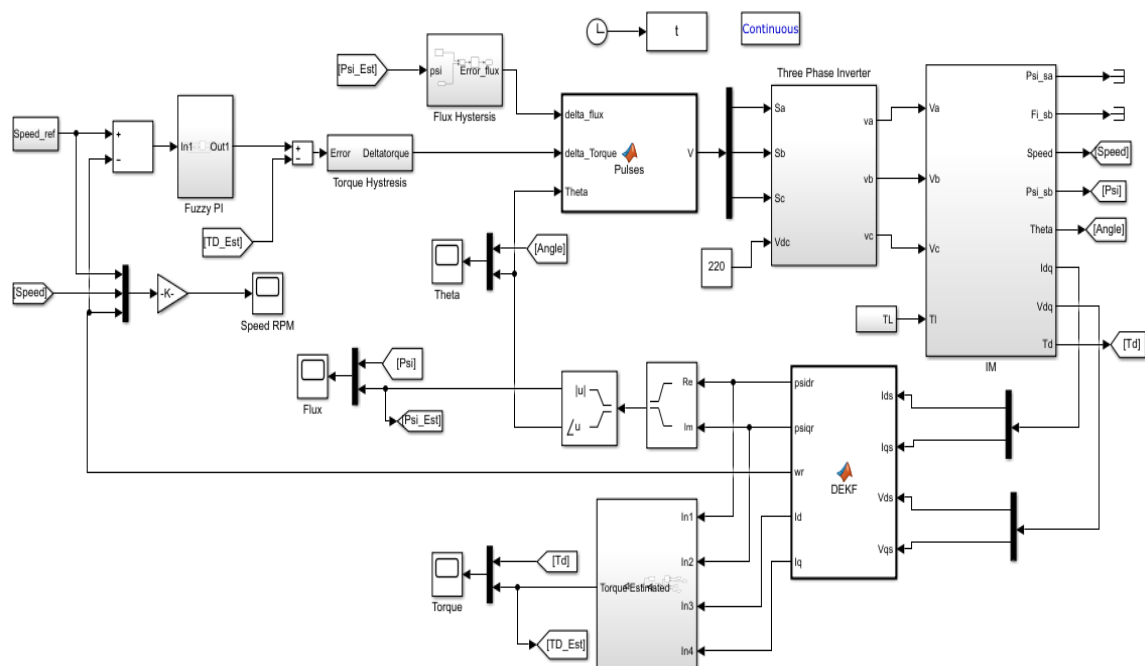 t
Continuous
[Psi_Est]
psi
Error_flux
Flux Hystersis
Three Phase Inverter
Psi_sa
Fi_sb
Speed
[Speed]
Psi_sb
[Psi]
Theta
[Angle]
Idq
Vdq
Td
[Td]
Va
Vb
Vc
Tl
IM
TL
Sa
Sb
Sc
Vdc
va
vb
vc
220
delta_flux
delta_Torque
Theta
V
Pulses
Speed_ref
+
−
In1
Out1
Fuzzy PI
+
−
Error
Deltatorque
Torque Hystresis
[TD_Est]
[Speed]
-K-
Speed RPM
[Angle]
Theta
[Psi]
Flux
[Psi_Est]
|u|
∠u
Re
Im
psidr
psiqr
wr
Id
Iq
DEKF
Ids
Iqs
Vds
Vqs
In1
In2
In3
In4
Torque Estimated
[Td]
Torque
[TD_Est]